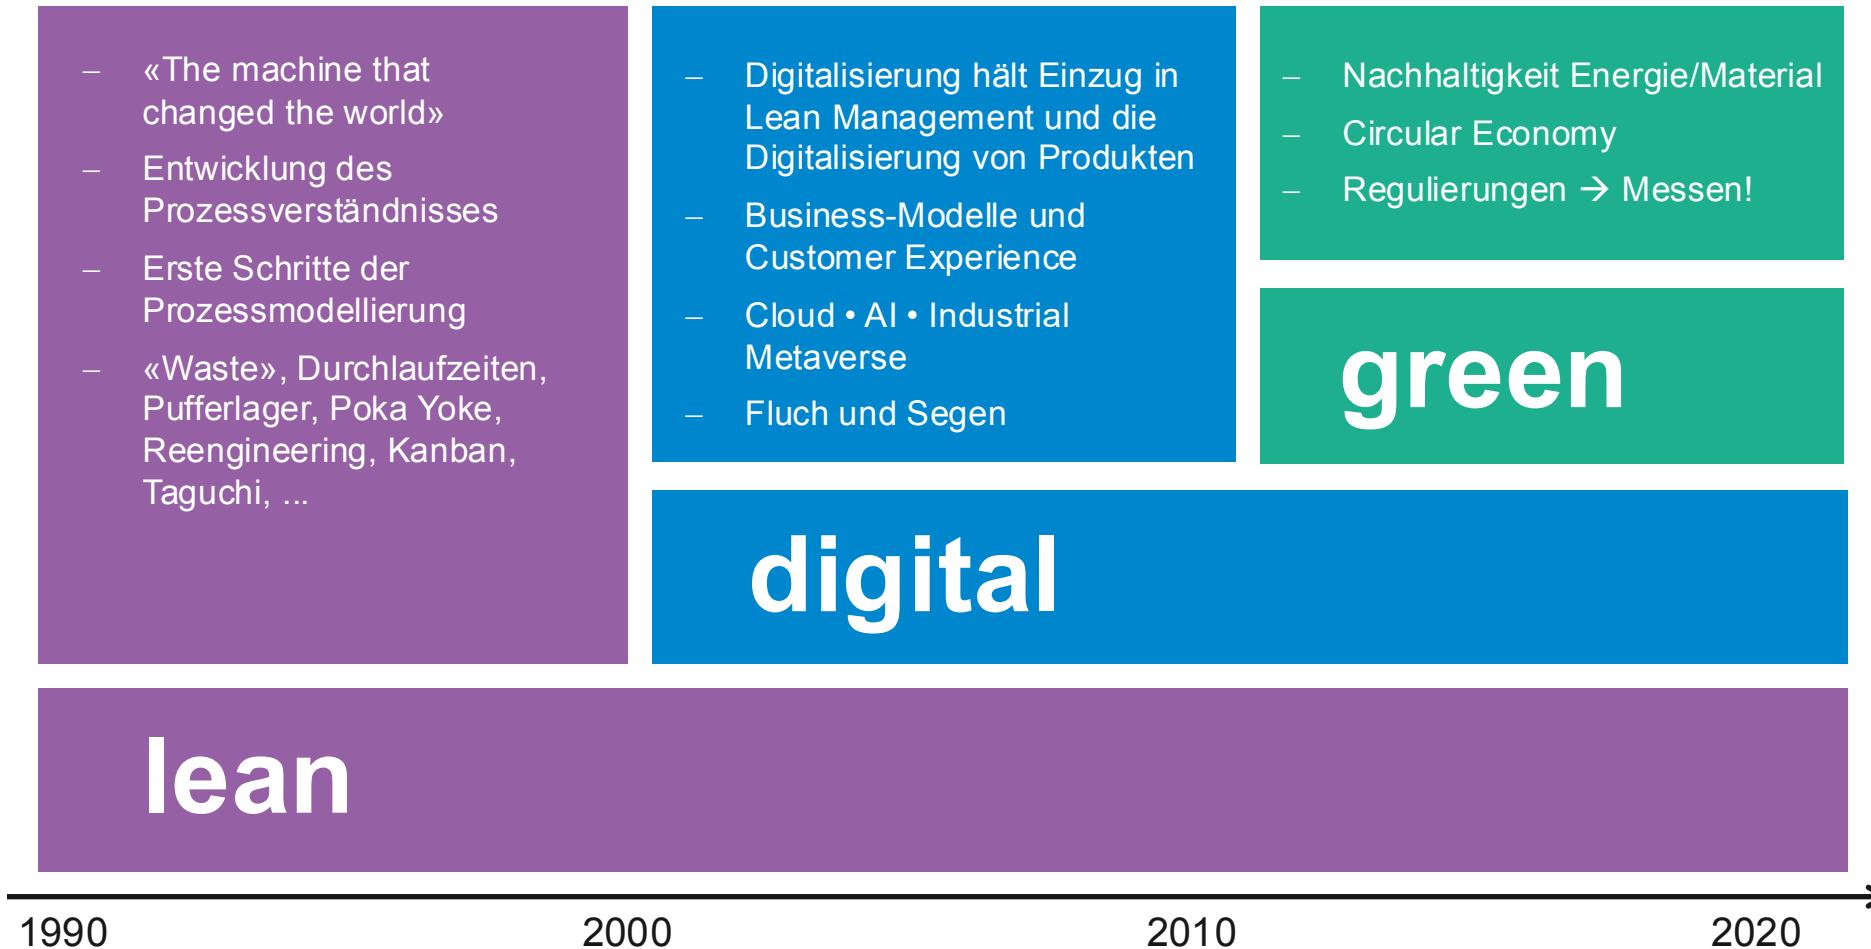 – «The machine that
changed the world»
– Entwicklung des
Prozessverständnisses
– Erste Schritte der
Prozessmodellierung
– «Waste», Durchlaufzeiten,
Pufferlager, Poka Yoke,
Reengineering, Kanban,
Taguchi, ...
– Digitalisierung hält Einzug in
Lean Management und die
Digitalisierung von Produkten
– Business-Modelle und
Customer Experience
– Cloud • AI • Industrial
Metaverse
– Fluch und Segen
– Nachhaltigkeit Energie/Material
– Circular Economy
– Regulierungen → Messen!
green
digital
lean
1990 2000 2010 2020